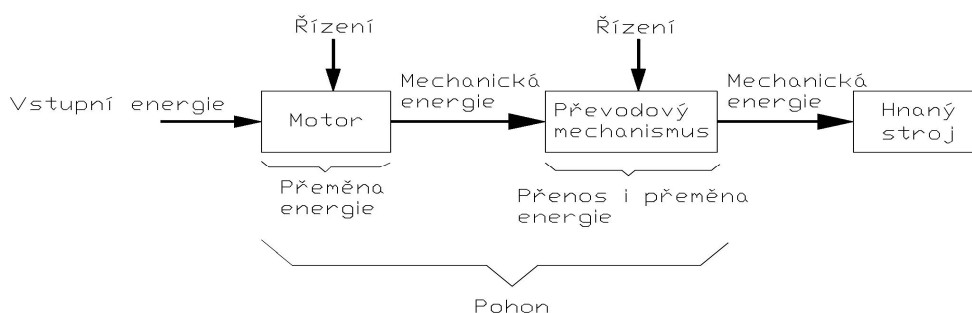 Řízení
Řízení
Vstupní energie
Motor
Mechanická
energie
Převodový
mechanismus
Mechanická
energie
Hnaný
stroj
Přeměna
energie
Přenos i přeměna
energie
Pohon